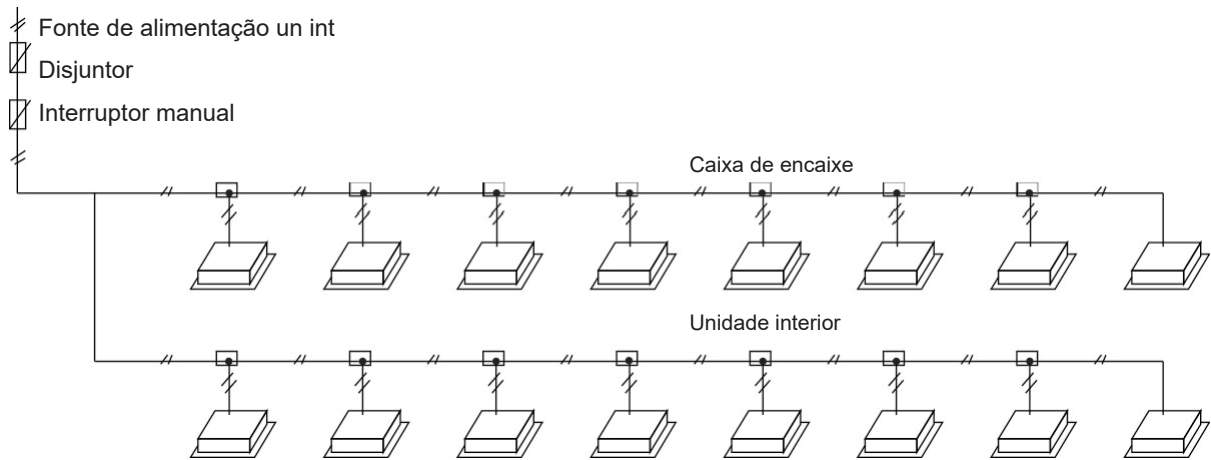 Fonte de alimentação un int
Disjuntor
Interruptor manual
Caixa de encaixe
Unidade interior